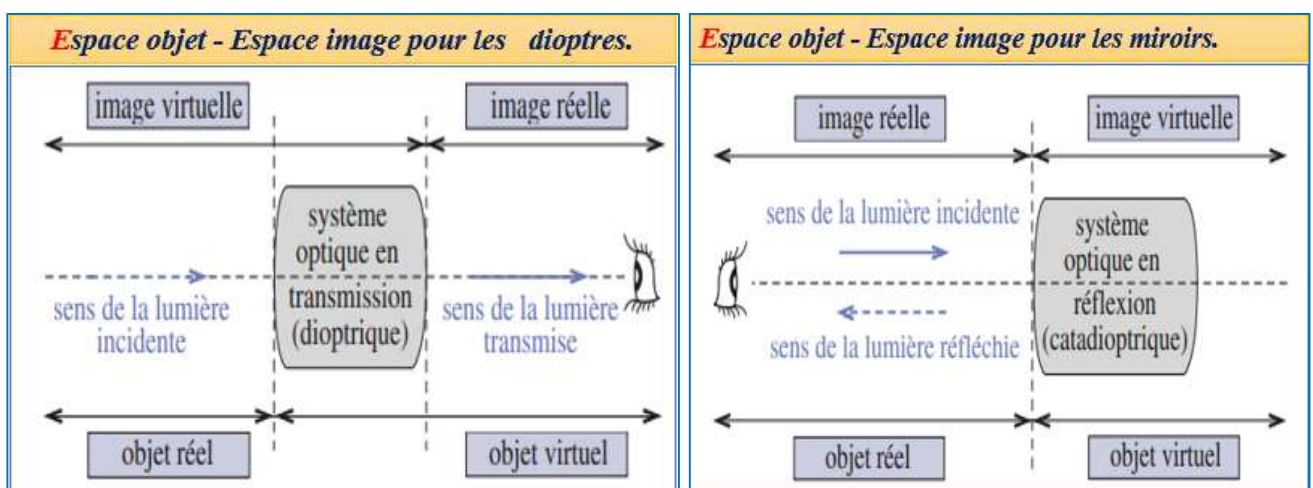 Espace objet - Espace image pour les dioptres.
image virtuelle
image réelle
système
optique en
transmission
(dioptrique)
sens de la lumière
incidente
sens de la lumière
transmise
objet réel
objet virtuel
Espace objet - Espace image pour les miroirs.
image réelle
image virtuelle
sens de la lumière incidente
système
optique en
réflexion
(catadioptrique)
sens de la lumière réfléchie
objet réel
objet virtuel